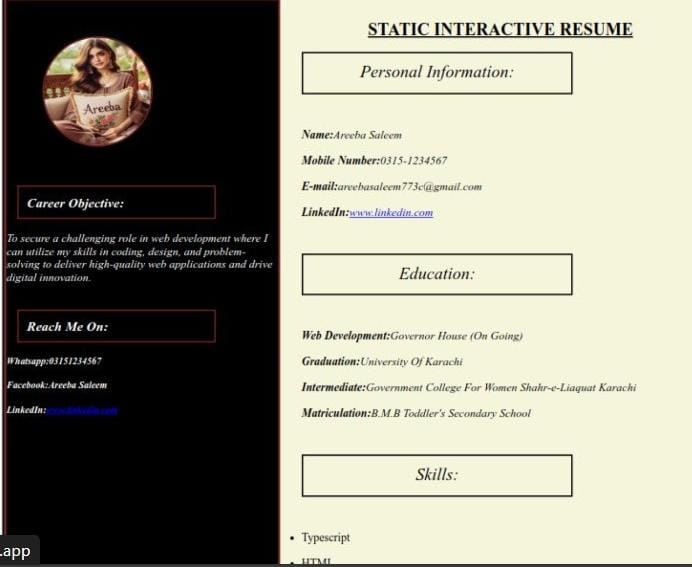 Areeba
Career Objective:
To secure a challenging role in web development where I
can utilize my skills in coding, design, and problem-
solving to deliver high-quality web applications and drive
digital innovation.
Reach Me On:
Whatsapp:03151234567
Facebook:Areeba Saleem
LinkedIn:www.linkedin.com
.app
STATIC INTERACTIVE RESUME
Personal Information:
Name:Areeba Saleem
Mobile Number:0315-1234567
E-mail:areebasaleem773c@gmail.com
LinkedIn:www.linkedin.com
Education:
Web Development:Governor House (On Going)
Graduation:University Of Karachi
Intermediate:Government College For Women Shahr-e-Liaquat Karachi
Matriculation:B.M.B Toddler's Secondary School
Skills:
• Typescript
• HTML